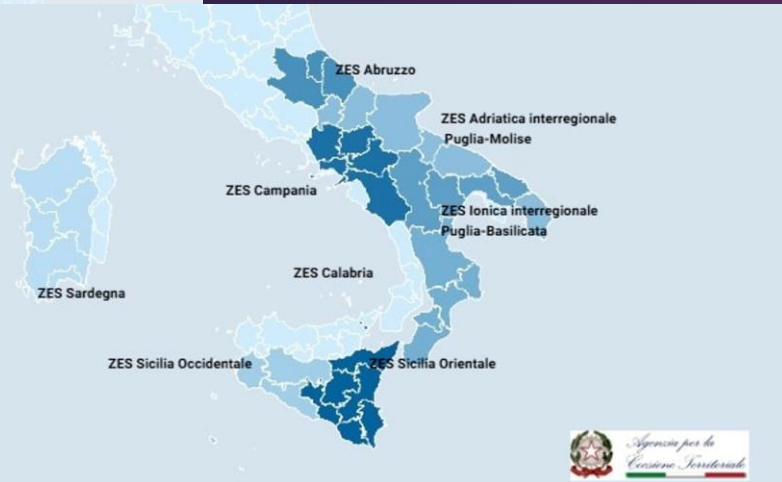 ZES Abruzzo
ZES Adriatica interregionale
Puglia-Molise
ZES Campania
ZES Ionica interregionale
Puglia-Basilicata
ZES Calabria
ZES Sardegna
ZES Sicilia Occidentale
ZES Sicilia Orientale
Agenzia per la
Coesione Territoriale